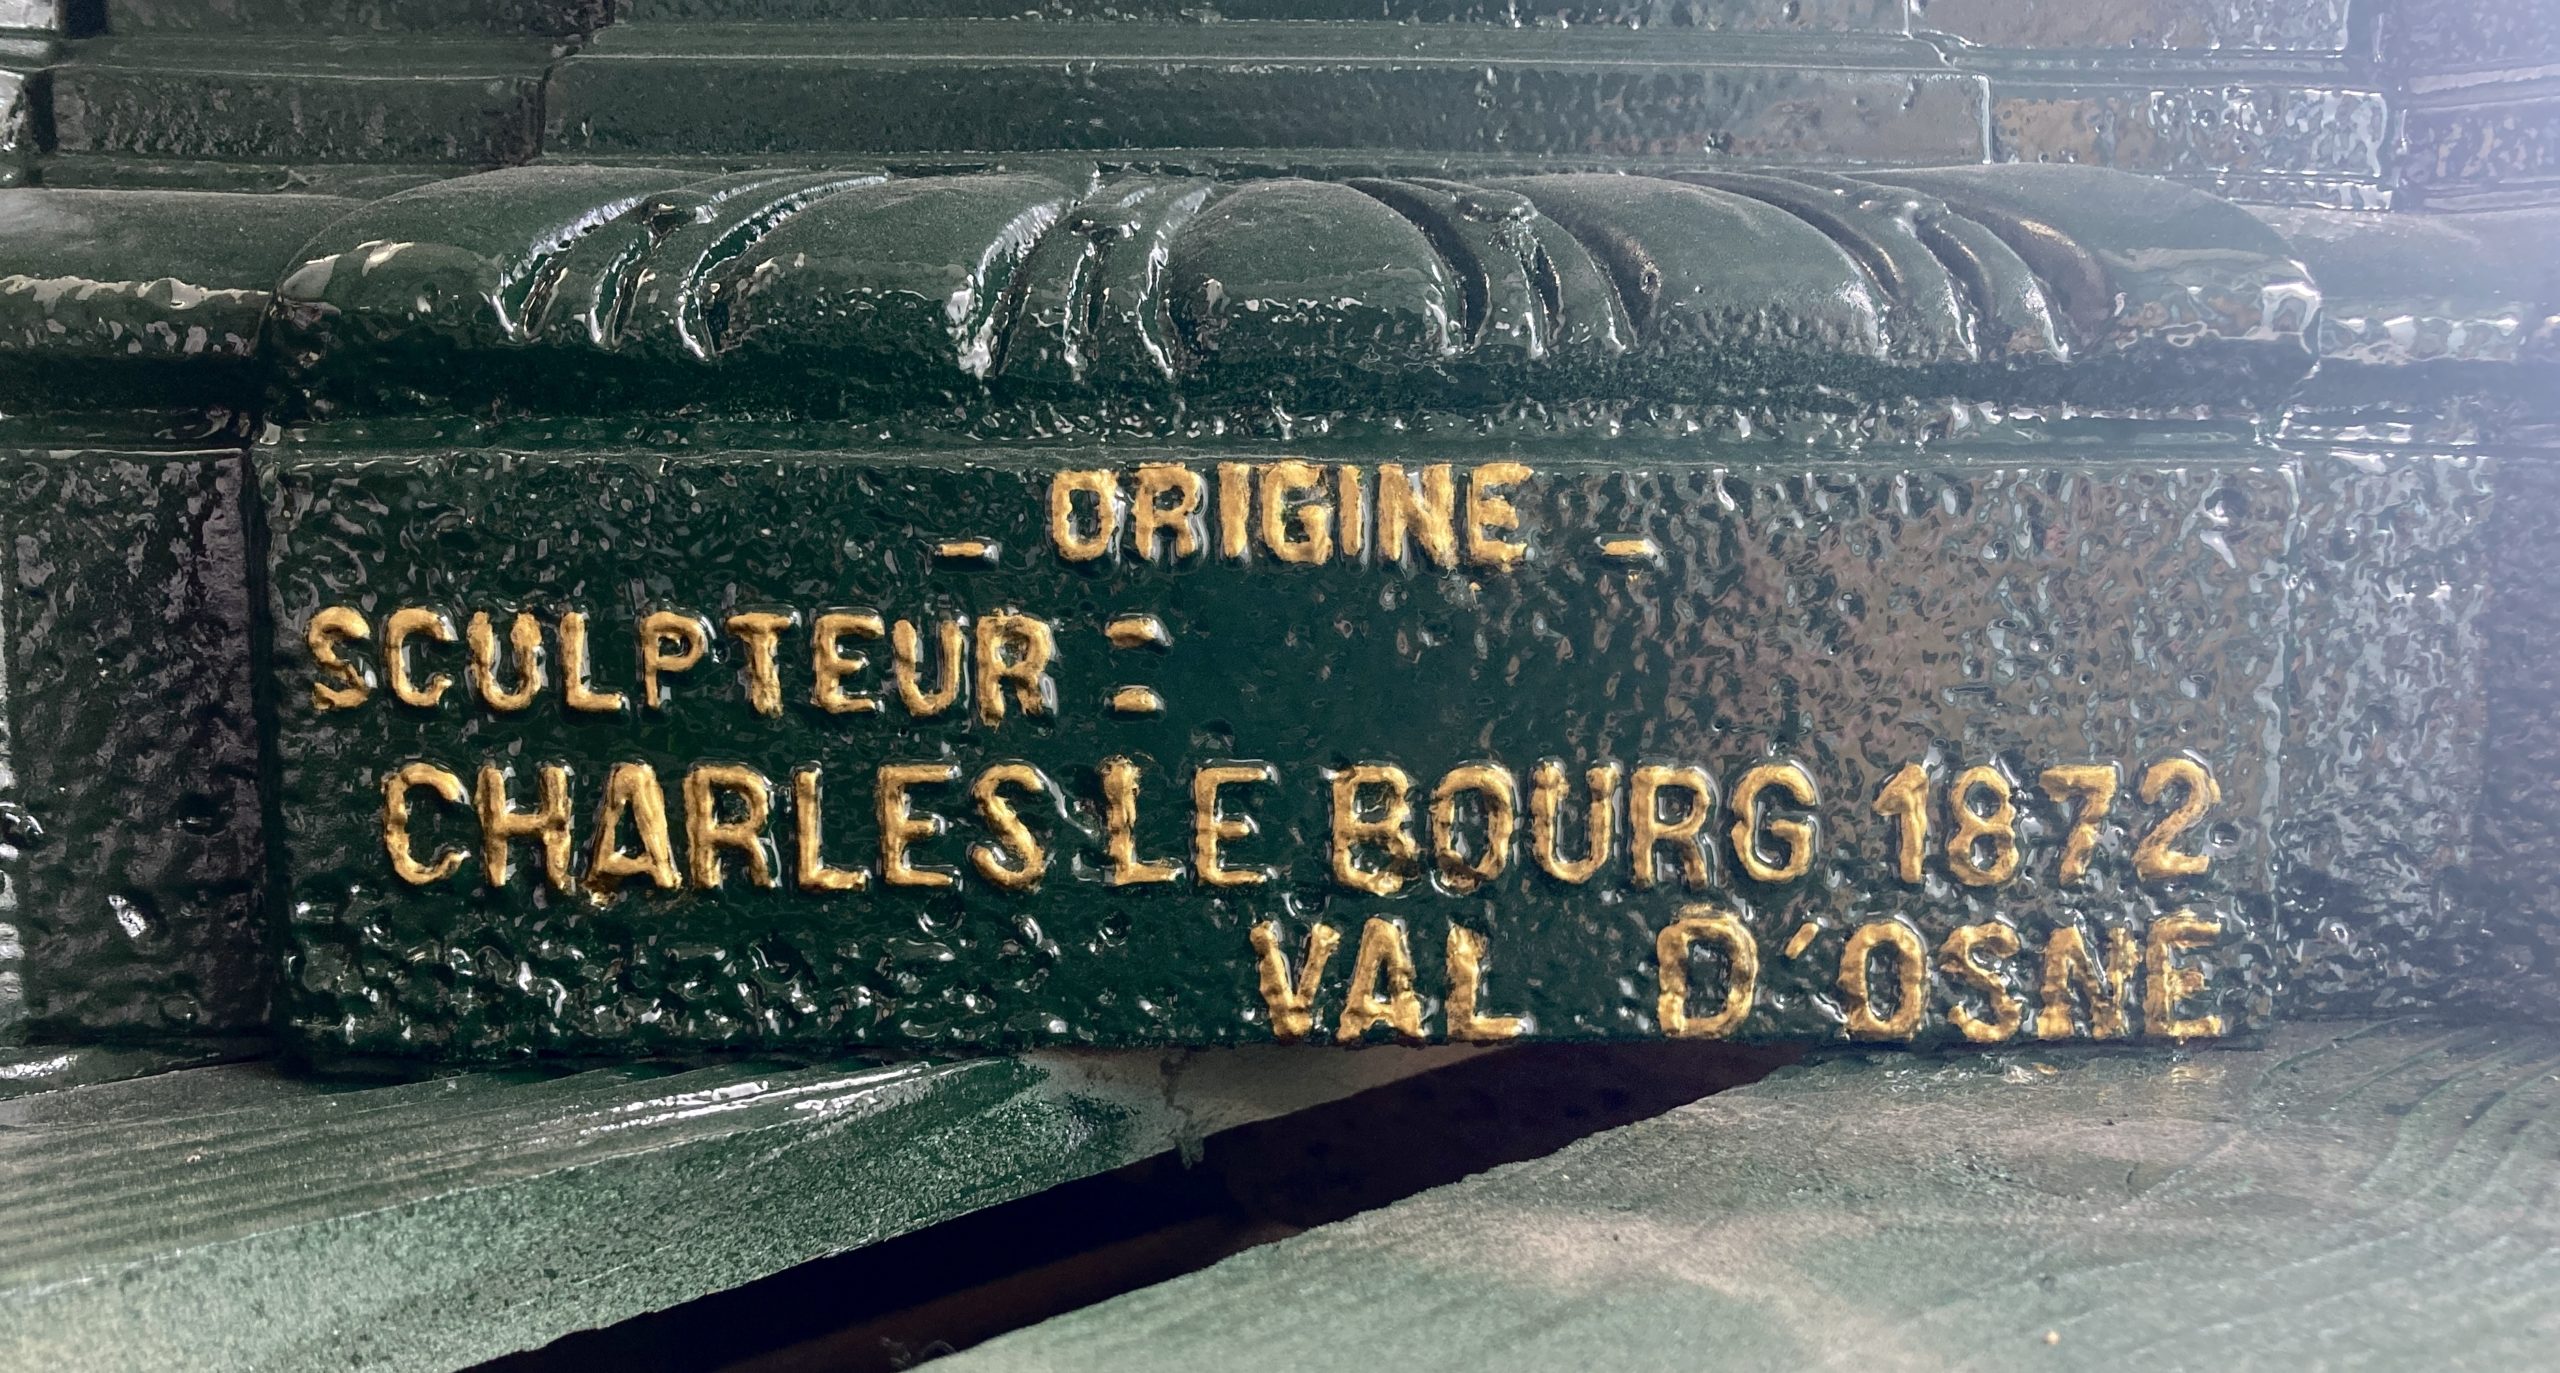 - ORIGINE -
SCULPTEUR :
CHARLES LE BOURG 1872
VAL D'OSNE